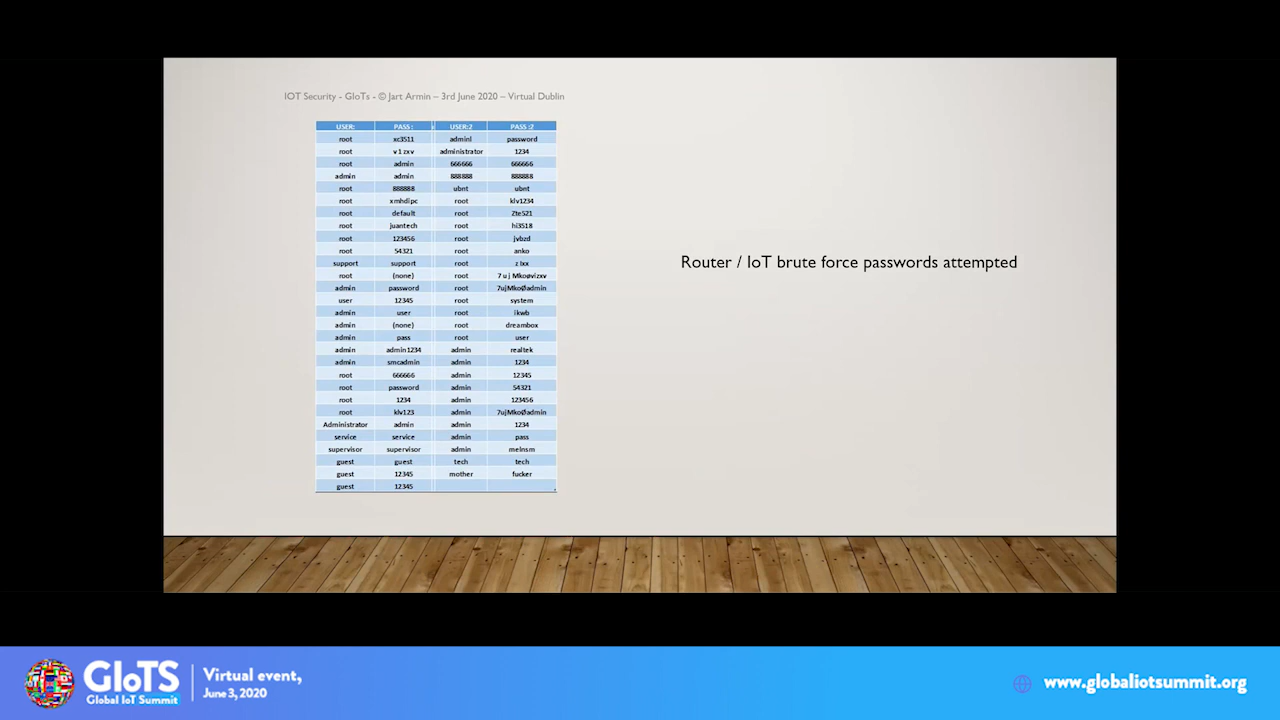 IOT Security - GIoTs - © Jart Armin – 3rd June 2020 – Virtual Dublin
USER: PASS: USER:2 PASS:2
root xc3511 admin1 password
root v1zxv administrator 1234
root admin 666666 666666
admin admin 888888 888888
root 888888 ubnt ubnt
root xmhdipc root klv1234
root default root Zte521
root juantech root hi3518
root 123456 root jvbzd
root 54321 root anko
support support root
root (none) root 7 u j Mkoøvizxv
admin password root 7ujMkoØadmin
user 12345 root system
admin user root ikwb
admin (none) root dreambox
admin pass root user
admin admin1234 admin realtek
admin smcadmin admin 1234
root 666666 admin 12345
root password admin 54321
root 1234 admin 123456
root klv123 admin 7ujMkoØadmin
Administrator admin admin 1234
service service admin pass
supervisor supervisor admin meinsm
guest guest tech tech
guest 12345 mother fucker
guest 12345
Router / IoT brute force passwords attempted
GIoTS
Global IoT Summit
Virtual event,
June 3, 2020
www.globaliotsummit.org